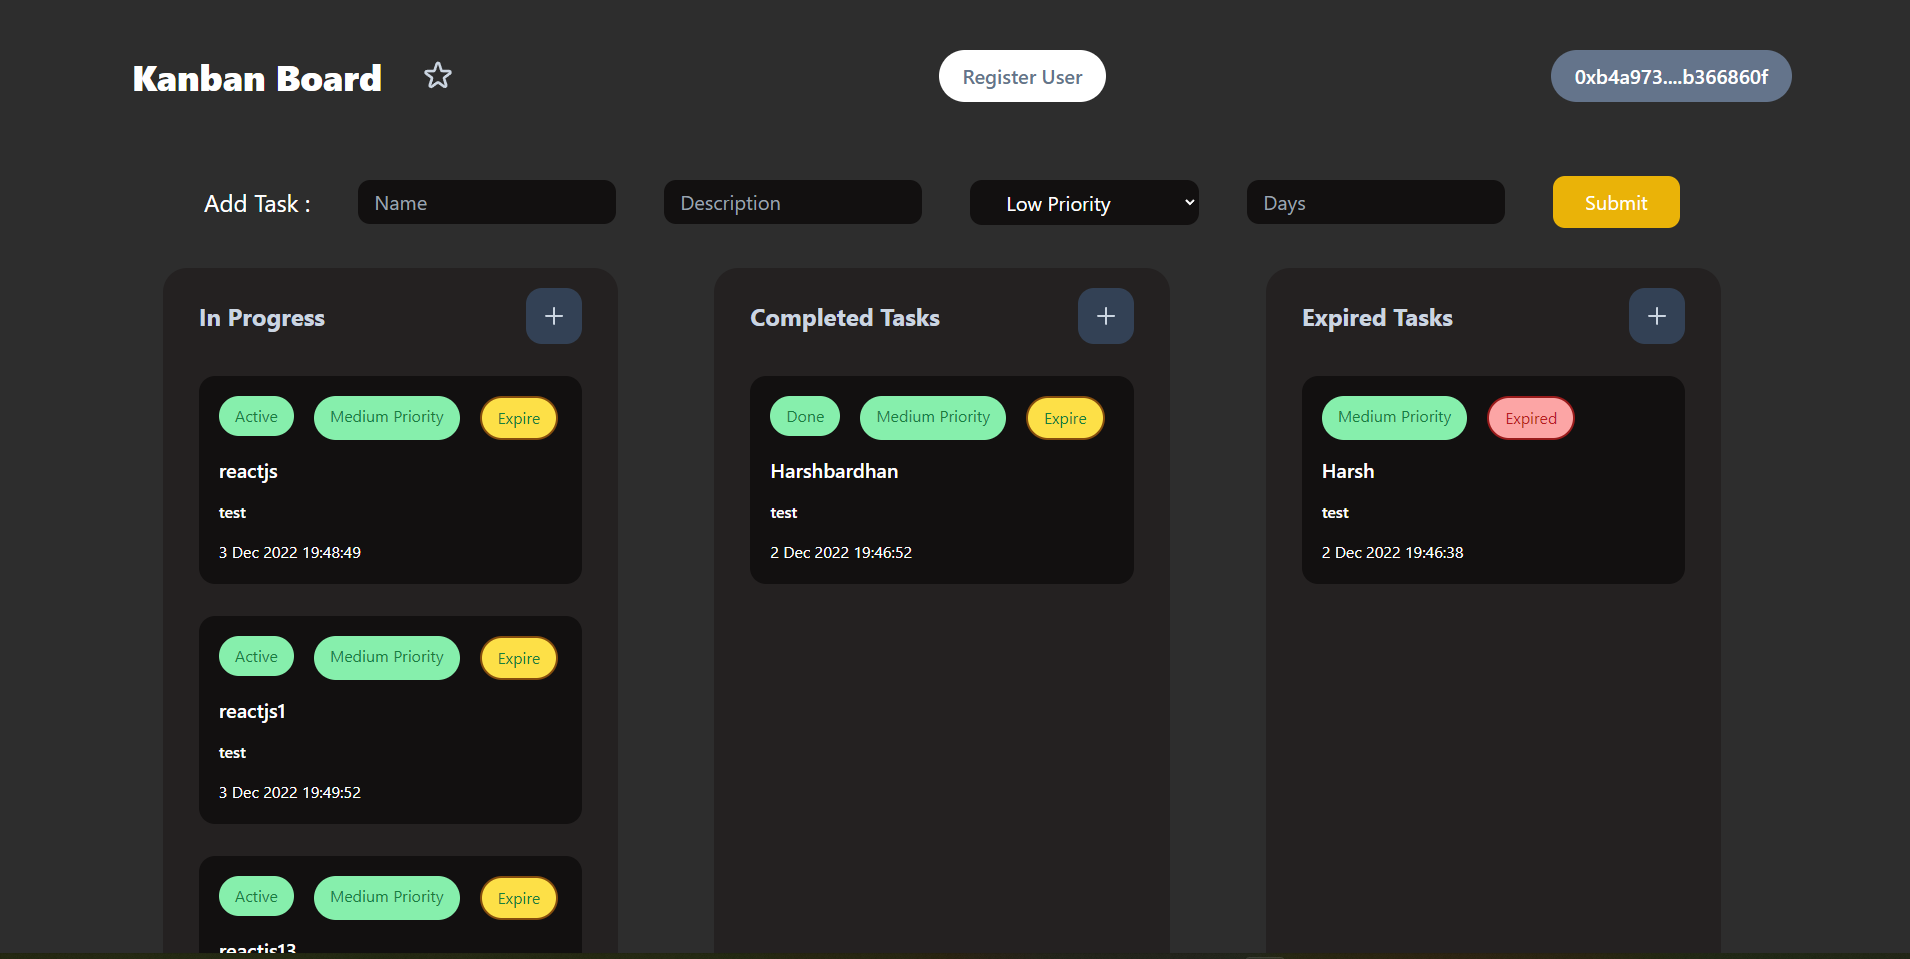 Kanban Board
Register User
0xb4a973....b366860f
Add Task :
Name
Description
Low Priority
Days
Submit
In Progress
Active
Medium Priority
Expire
reactjs
test
3 Dec 2022 19:48:49
Active
Medium Priority
Expire
reactjs1
test
3 Dec 2022 19:49:52
Active
Medium Priority
Expire
reactjs13
Completed Tasks
Done
Medium Priority
Expire
Harshbardhan
test
2 Dec 2022 19:46:52
Expired Tasks
Medium Priority
Expired
Harsh
test
2 Dec 2022 19:46:38